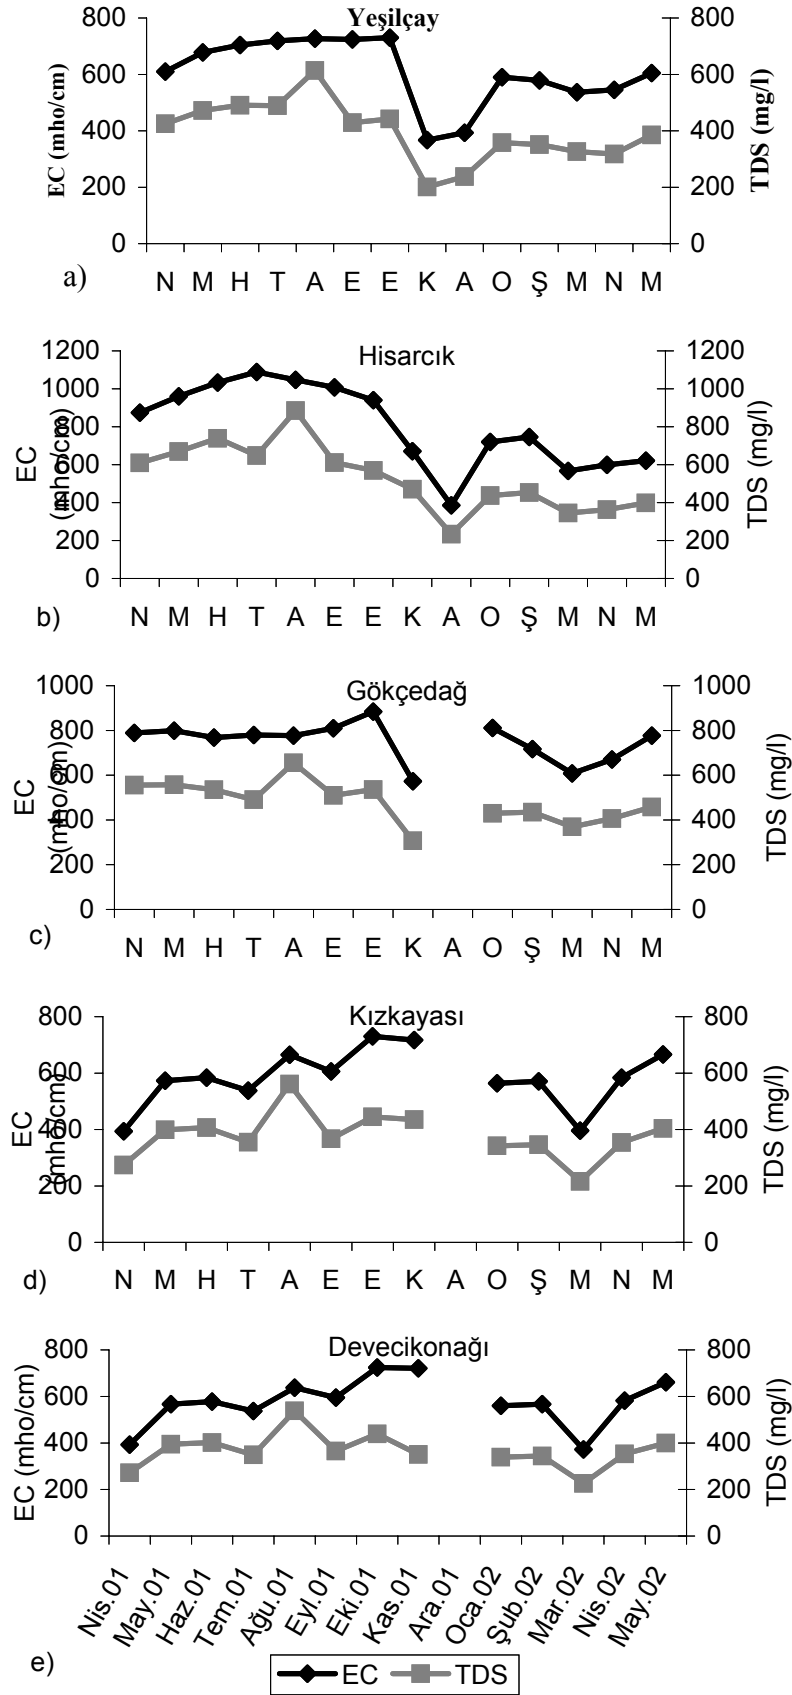 Yeşilçay
800 800
600 600
400 400
200 200
0 0
EC (mho/cm)
TDS (mg/l)
a)
N M H T A E E K A O Ş M N M
Hisarcık
1200 1200
1000 1000
800 800
600 600
400 400
200 200
0 0
EC
(mho/cm)
TDS (mg/l)
b)
N M H T A E E K A O Ş M N M
Gökçedağ
1000 1000
800 800
600 600
400 400
200 200
0 0
EC
(mho/cm)
TDS (mg/l)
c)
N M H T A E E K A O Ş M N M
Kızkayası
800 800
600 600
400 400
200 200
0 0
EC
(mho/cm)
TDS (mg/l)
d)
N M H T A E E K A O Ş M N M
Devecikonağı
800 800
600 600
400 400
200 200
0 0
EC (mho/cm)
TDS (mg/l)
Nis.01 May.01 Haz.01 Tem.01 Ağu.01 Eyl.01 Eki.01 Kas.01 Ara.01 Oca.02 Şub.02 Mar.02 Nis.02 May.02
e)
EC TDS